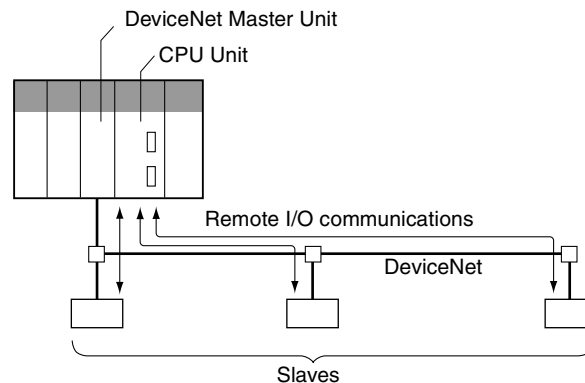 DeviceNet Master Unit
CPU Unit
Remote I/O communications
DeviceNet
Slaves